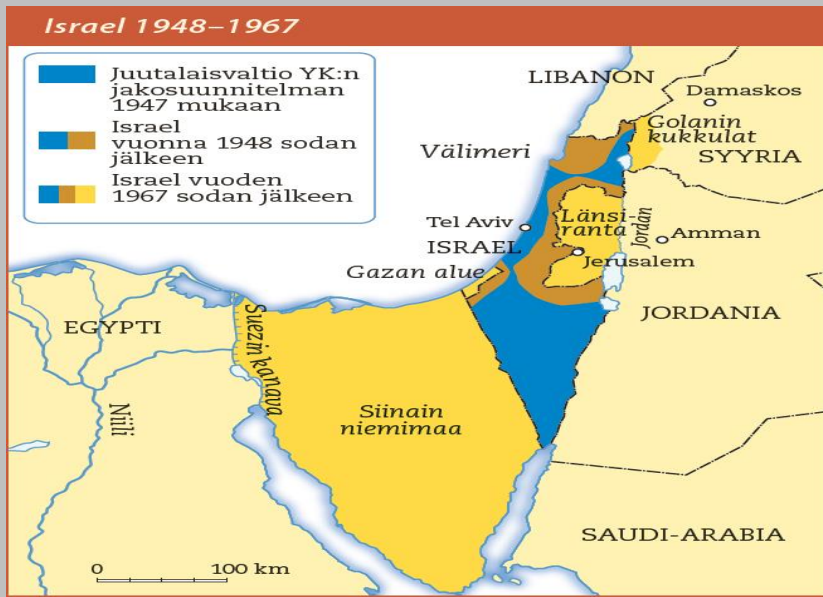 Israel 1948–1967
Juutalaisvaltio YK:n
jakosuunnitelman
1947 mukaan
Israel
vuonna 1948 sodan
jälkeen
Israel vuoden
1967 sodan jälkeen
LIBANON
Damaskos
Golanin
kukkulat
SYYRIA
Välimeri
Tel Aviv
ISRAEL
Länsi-
ranta
Jordan
Amman
Jerusalem
Gazan alue
JORDANIA
EGYPTI
Suezin kanava
Niili
Siinain
niemimaa
SAUDI-ARABIA
0 100 km